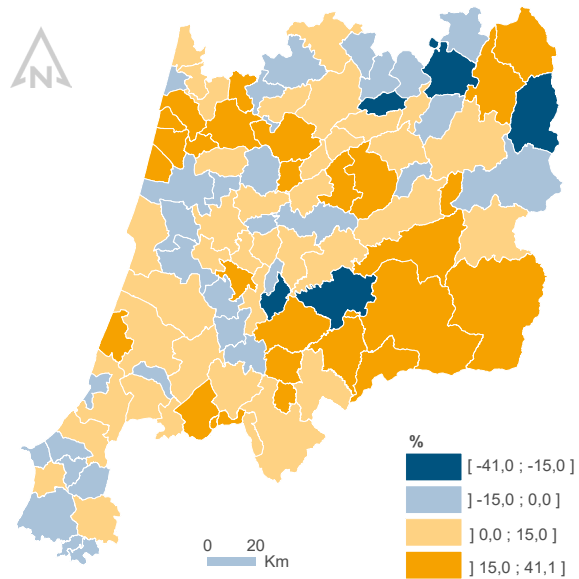 N
%
[ -41,0 ; -15,0 ]
] -15,0 ; 0,0 ]
] 0,0 ; 15,0 ]
] 15,0 ; 41,1 ]
0 20
Km